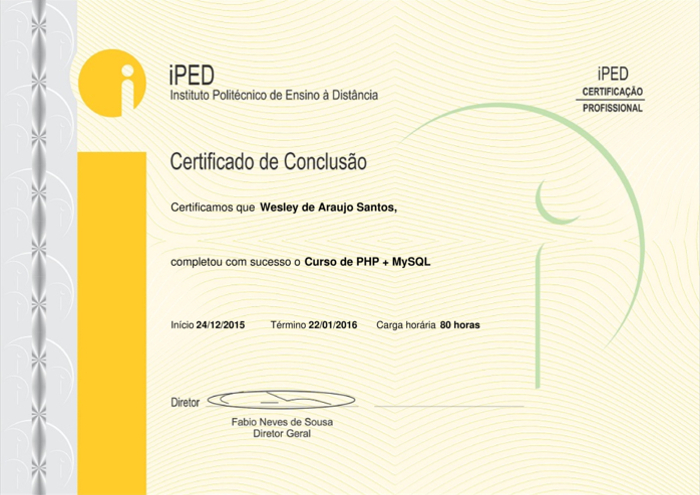 iPED
Instituto Politécnico de Ensino à Distância
iPED
CERTIFICAÇÃO
PROFISSIONAL
Certificado de Conclusão
Certificamos que Wesley de Araujo Santos,
completou com sucesso o Curso de PHP + MySQL
Início 24/12/2015 Término 22/01/2016 Carga horária 80 horas
Diretor
Fabio Neves de Sousa
Diretor Geral